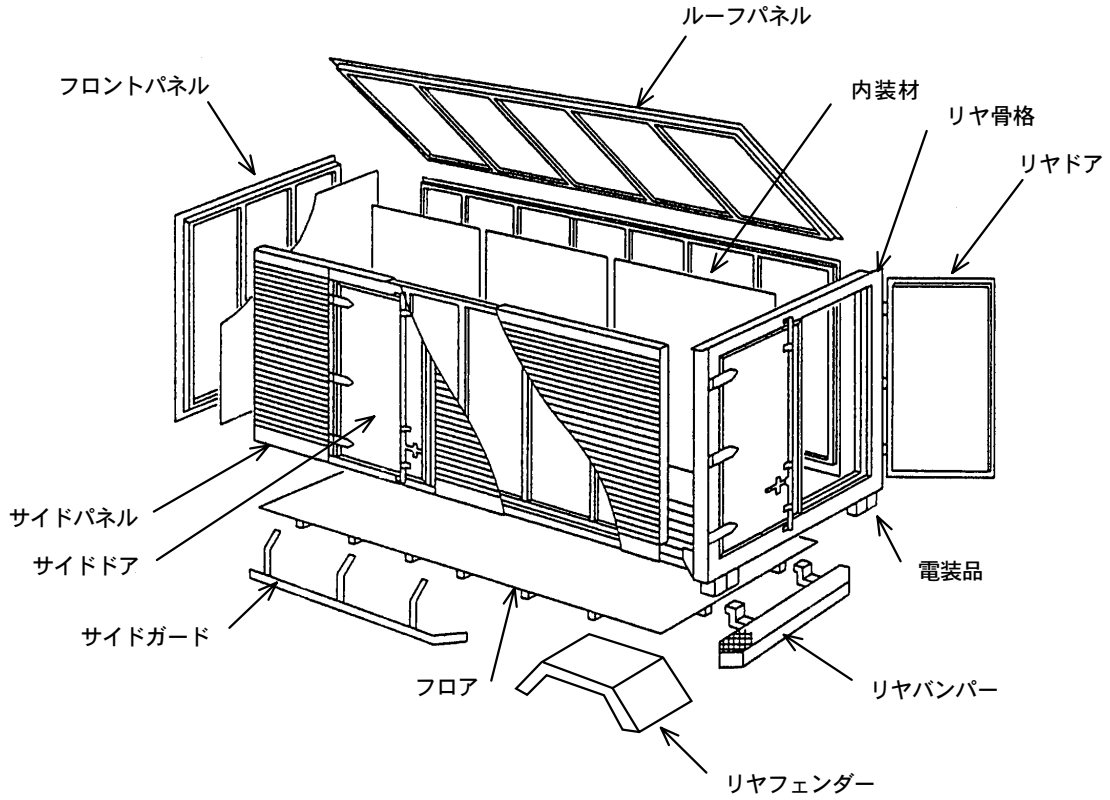 ルーフパネル
フロントパネル
内装材
リヤ骨格
リヤドア
サイドパネル
サイドドア
電装品
サイドガード
フロア
リヤバンパー
リヤフェンダー